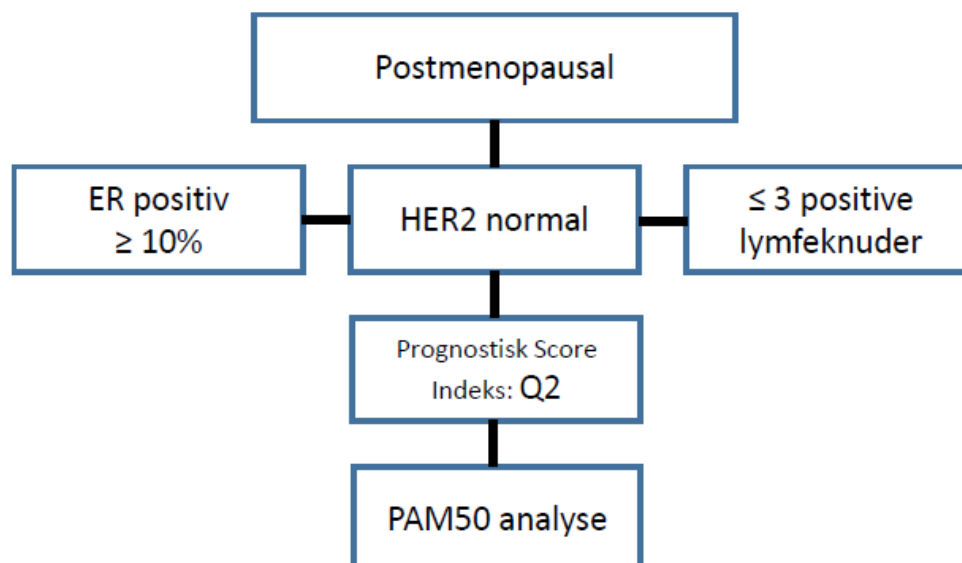 Postmenopausal
ER positiv
≥ 10%
HER2 normal
≤ 3 positive
lymfeknuder
Prognostisk Score
Indeks: Q2
PAM50 analyse